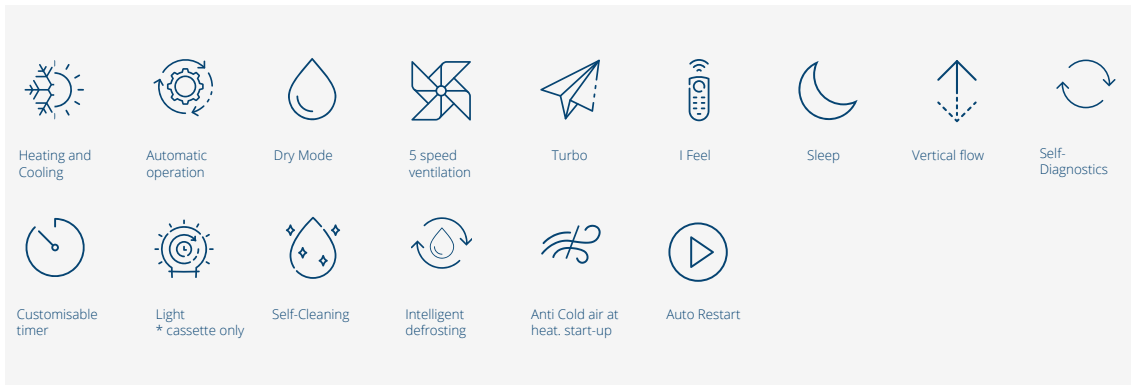 Heating and
Cooling
Automatic
operation
Dry Mode
5 speed
ventilation
Turbo
I Feel
Sleep
Vertical flow
Self-
Diagnostics
Customisable
timer
Light
* cassette only
Self-Cleaning
Intelligent
defrosting
Anti Cold air at
heat. start-up
Auto Restart